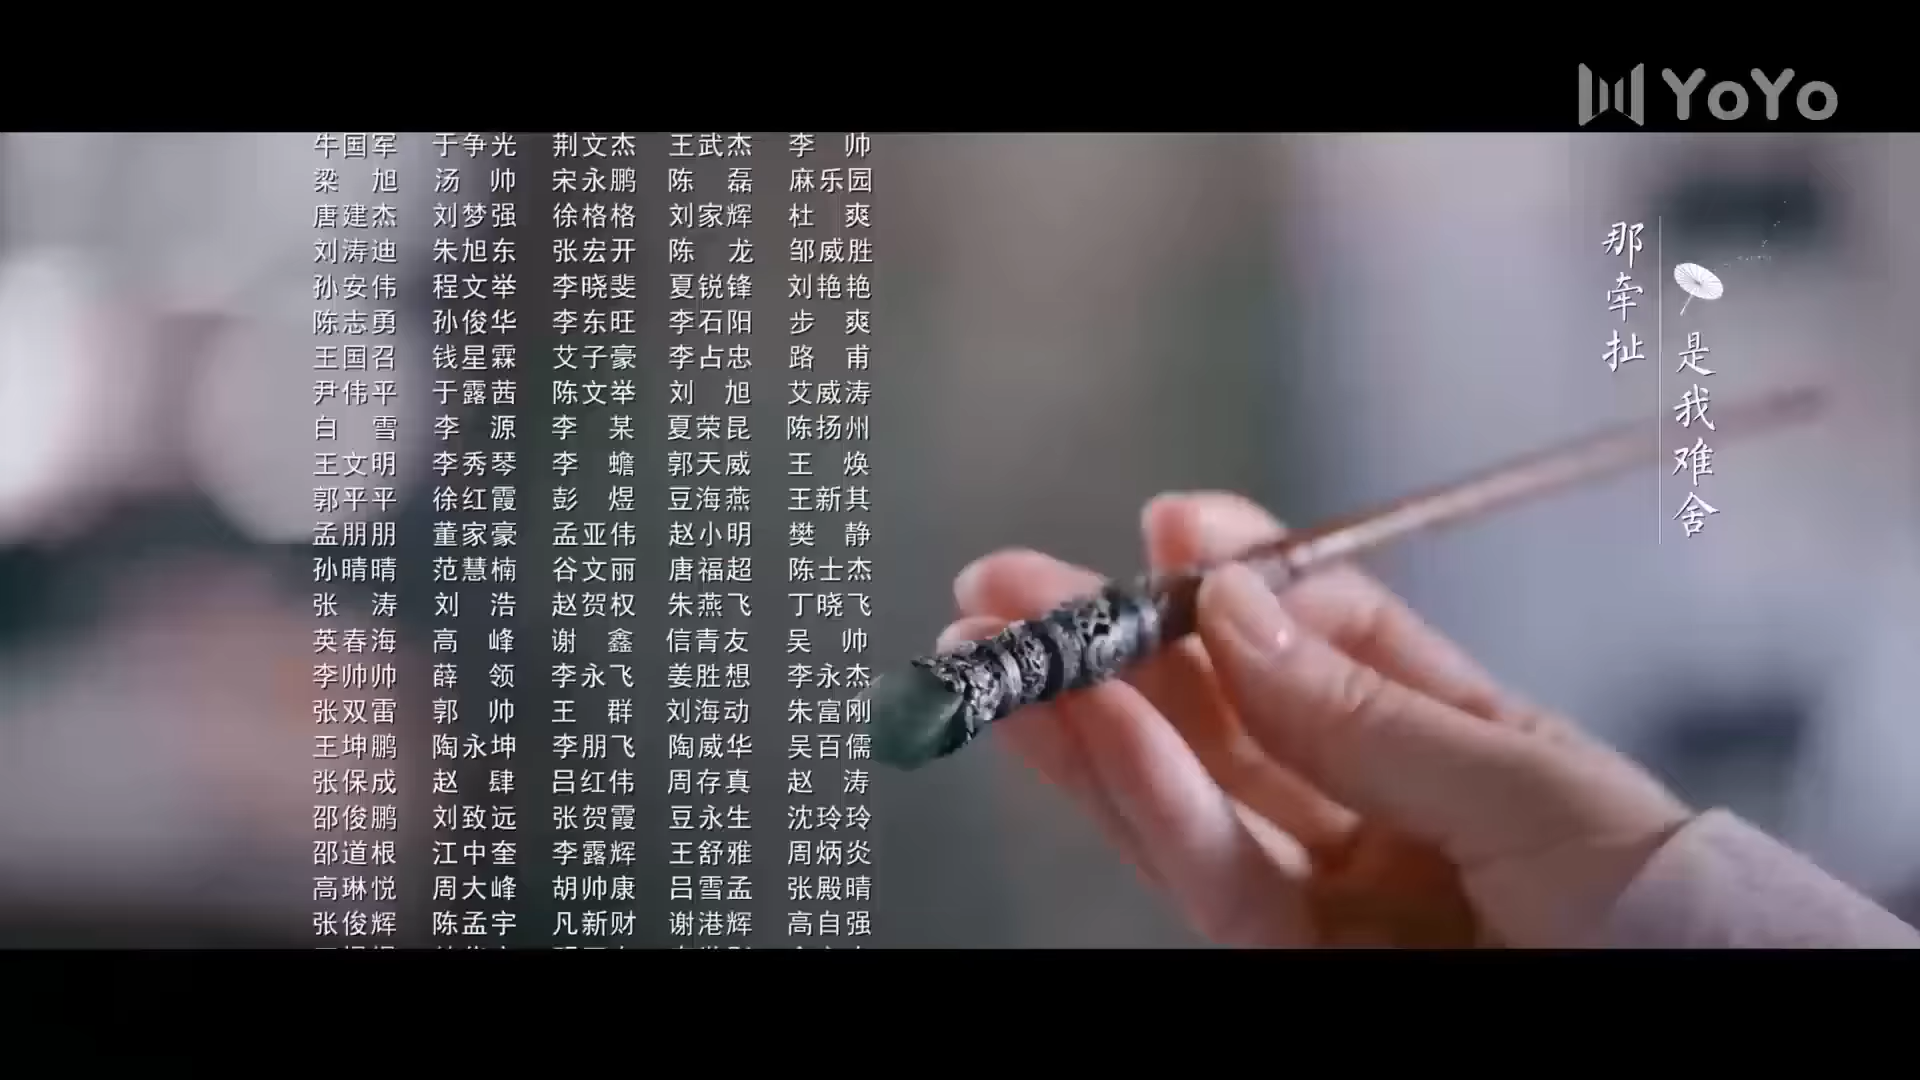 YoYo
牛国军 于争光 荆文杰 王武杰 李帅
梁旭 汤帅 宋永鹏 陈磊 麻乐园
唐建杰 刘梦强 徐格格 刘家辉 杜爽
刘涛迪 朱旭东 张宏开 陈龙 邹威胜
孙安伟 程文举 李晓斐 夏锐锋 刘艳艳
陈志勇 孙俊华 李东旺 李石阳 步爽
王国召 钱星霖 艾子豪 李占忠 路甫
尹伟平 于露茜 陈文举 刘旭 艾威涛
白雪 李源 李某 夏荣昆 陈扬州
王文明 李秀琴 李蟾 郭天威 王焕
郭平平 徐红霞 彭煜 豆海燕 王新其
孟朋朋 董家豪 孟亚伟 赵小明 樊静
孙晴晴 范慧楠 谷文丽 唐福超 陈士杰
张涛 刘浩 赵贺权 朱燕飞 丁晓飞
英春海 高峰 谢鑫 信青友 吴帅
李帅帅 薛领 李永飞 姜胜想 李永杰
张双雷 郭帅 王群 刘海动 朱富刚
王坤鹏 陶永坤 李朋飞 陶威华 吴百儒
张保成 赵肆 吕红伟 周存真 赵涛
邵俊鹏 刘致远 张贺霞 豆永生 沈玲玲
邵道根 江中奎 李露辉 王舒雅 周炳炎
高琳悦 周大峰 胡帅康 吕雪孟 张殿晴
张俊辉 陈孟宇 凡新财 谢港辉 高自强
那牵扯
是我难舍